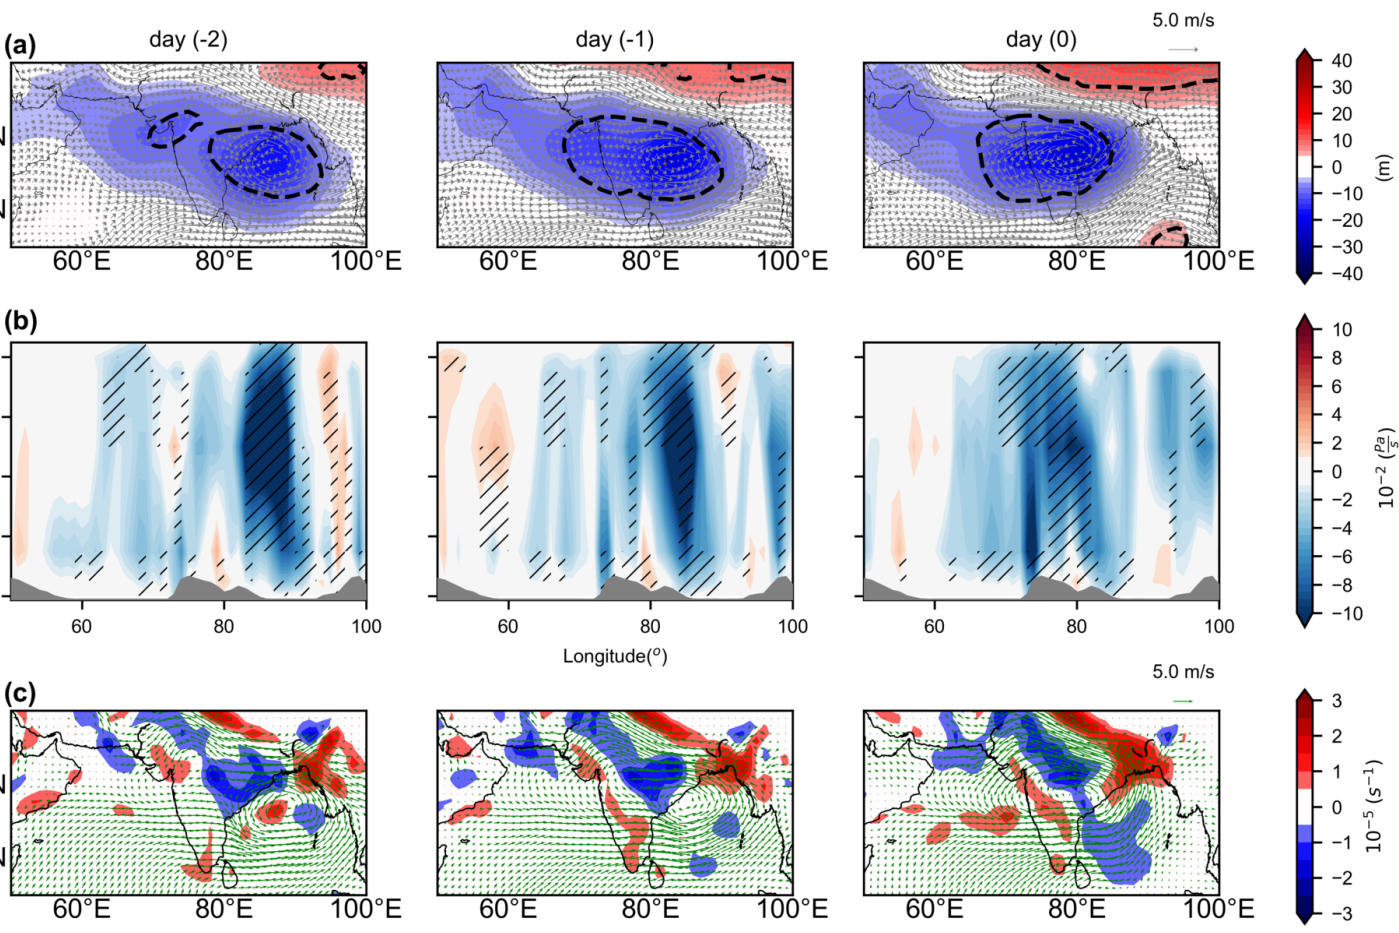 5.0 m/s
(a)
day (-2)
day (-1)
day (0)
40
30
20
10
0
−10
−20
−30
−40
(m)
60°E 80°E 100°E
60°E 80°E 100°E
60°E 80°E 100°E
(b)
10
8
6
4
2
0
−2
−4
−6
−8
−10
10⁻² (Pa/s)
60 80 100
60 80 100
60 80 100
Longitude(°)
5.0 m/s
(c)
3
2
1
0
−1
−2
−3
10⁻⁵ (s⁻¹)
60°E 80°E 100°E
60°E 80°E 100°E
60°E 80°E 100°E